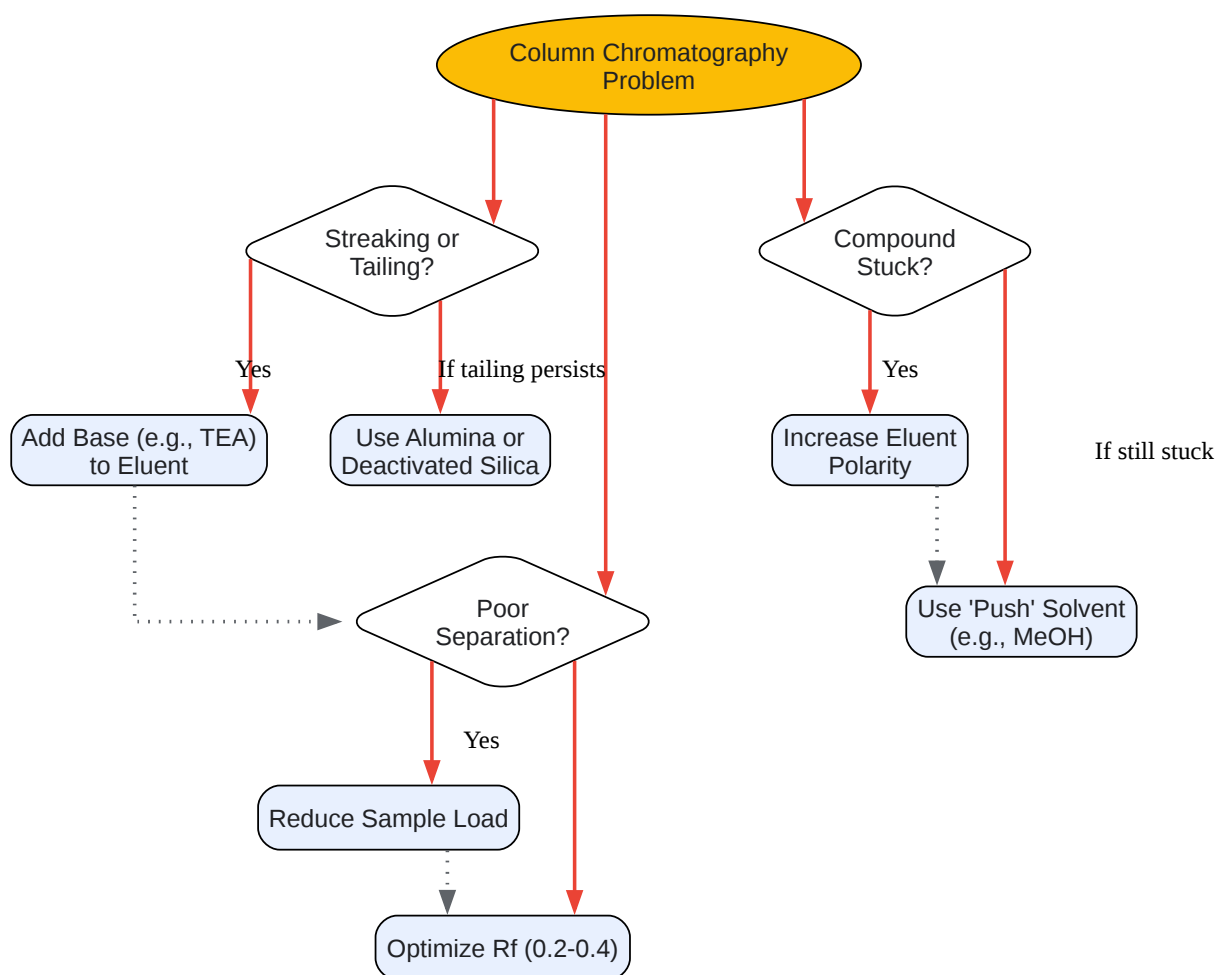 Column Chromatography
Problem
Streaking or
Tailing?
Compound
Stuck?
Yes
If tailing persists
Yes
Add Base (e.g., TEA)
to Eluent
Use Alumina or
Deactivated Silica
Increase Eluent
Polarity
If still stuck
Poor
Separation?
Use 'Push' Solvent
(e.g., MeOH)
Yes
Reduce Sample Load
Optimize Rf (0.2-0.4)